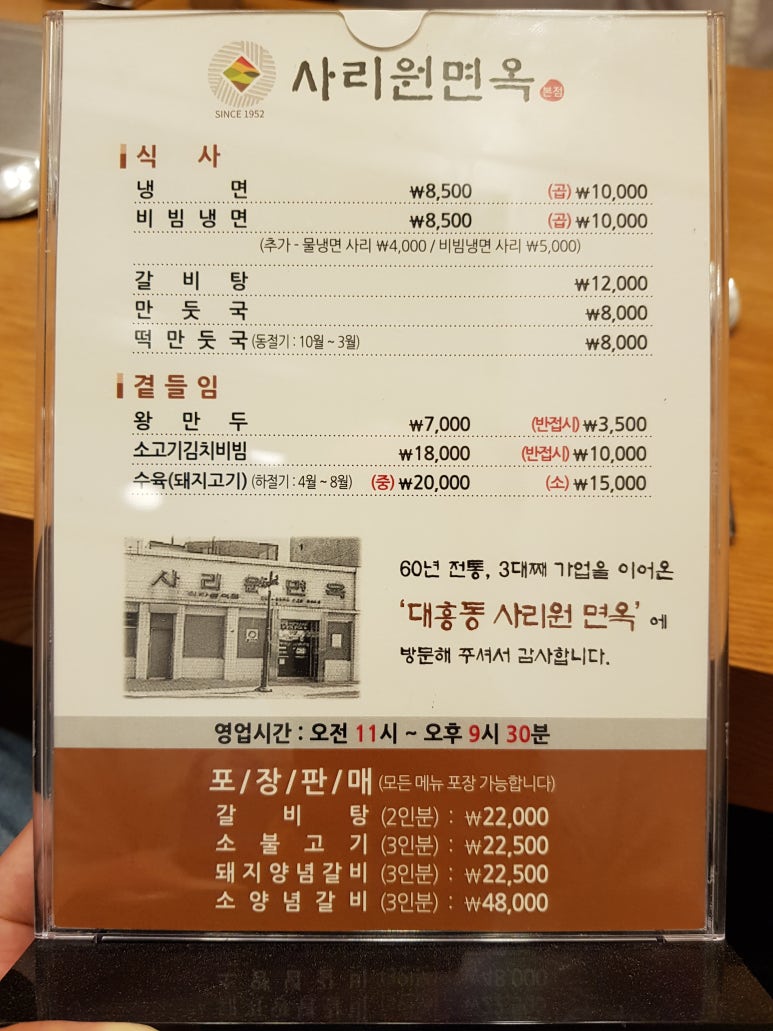 사리원면옥 본점
SINCE 1952
식 사
냉 면 ₩8,500 (곱) ₩10,000
비빔냉면 ₩8,500 (곱) ₩10,000
(추가 - 물냉면 사리 ₩4,000 / 비빔냉면 사리 ₩5,000)
갈 비 탕 ₩12,000
만 둣 국 ₩8,000
떡만둣국 (동절기 : 10월 ~ 3월) ₩8,000
곁들임
왕 만 두 ₩7,000 (반접시) ₩3,500
소고기김치비빔 ₩18,000 (반접시) ₩10,000
수육(돼지고기) (하절기 : 4월 ~ 8월) (중) ₩20,000 (소) ₩15,000
사리원면옥
60년 전통, 3대째 가업을 이어온
'대흥동 사리원 면옥' 에
방문해 주셔서 감사합니다.
영업시간 : 오전 11시 ~ 오후 9시 30분
포/장/판/매 (모든 메뉴 포장 가능합니다)
갈 비 탕 (2인분) : ₩22,000
소 불 고 기 (3인분) : ₩22,500
돼지양념갈비 (3인분) : ₩22,500
소양념갈비 (3인분) : ₩48,000